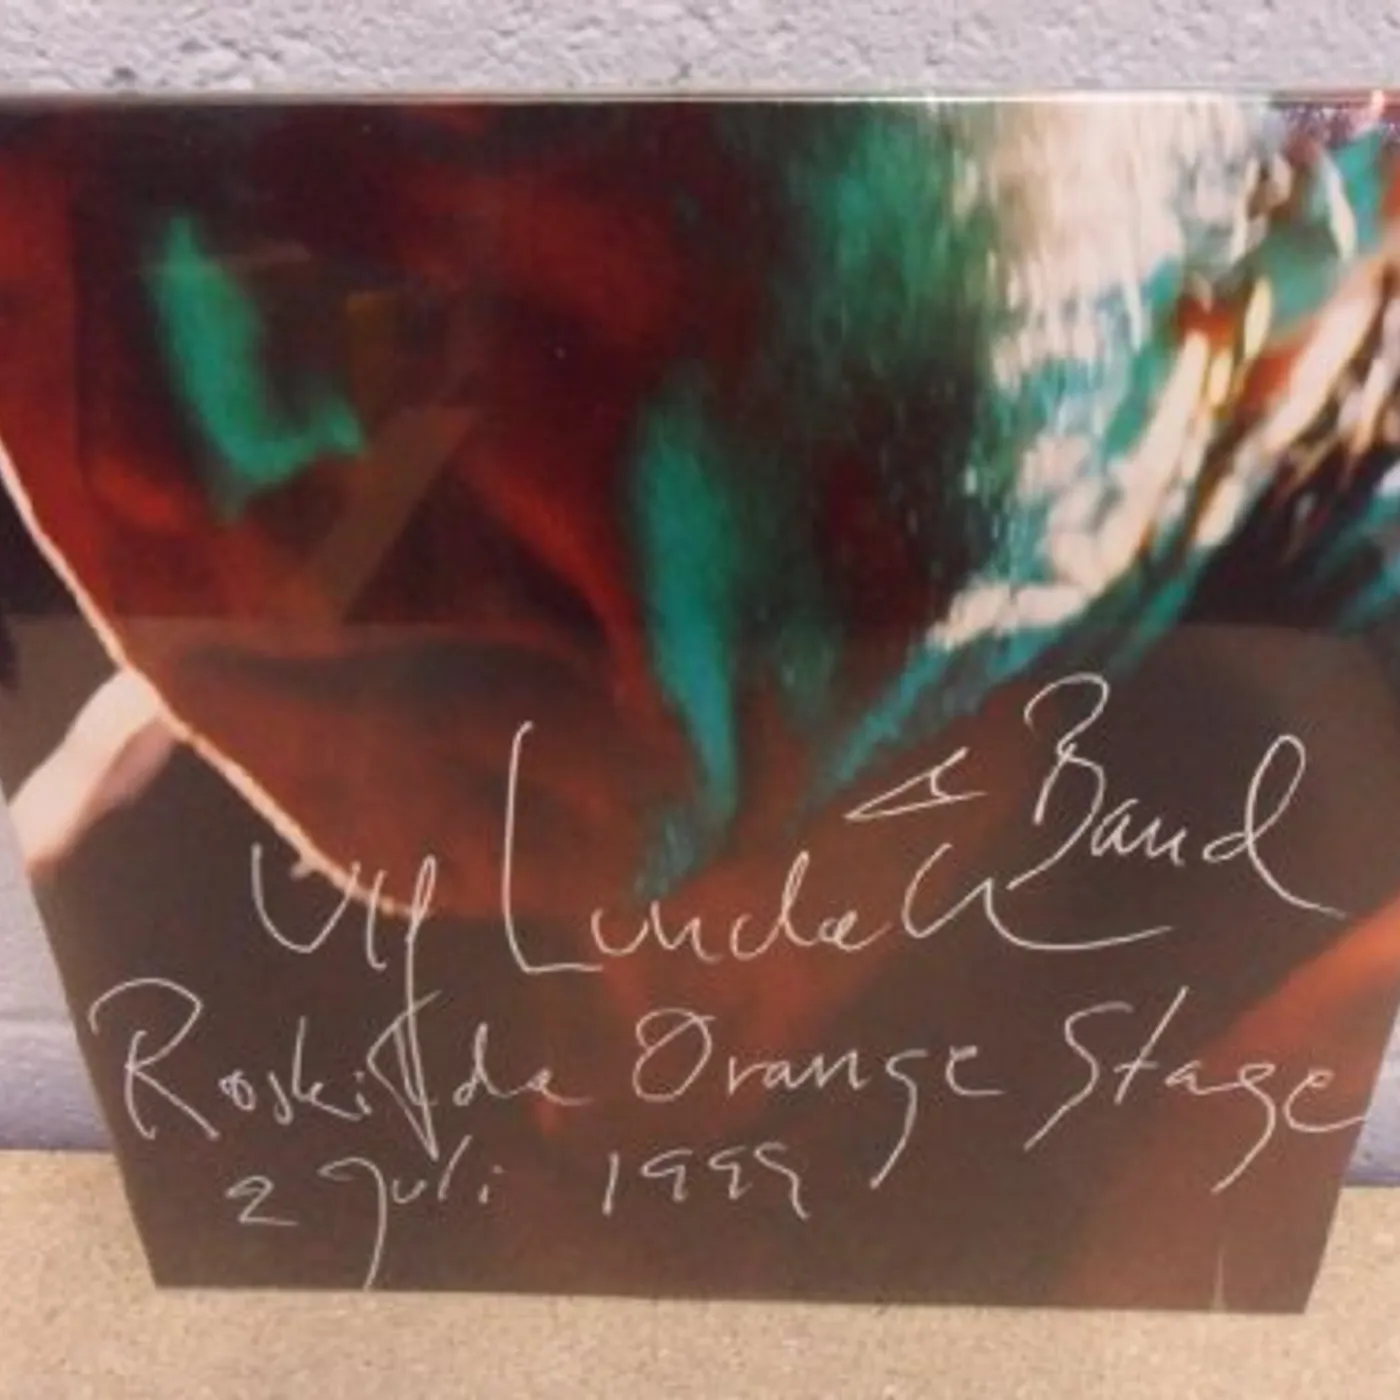 Ulf Lundell & Band
Roskilde Orange Stage
2 juli 1999